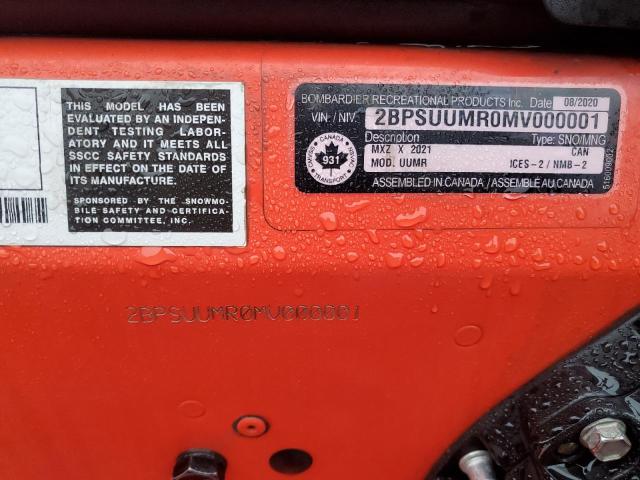 THIS MODEL HAS BEEN
EVALUATED BY AN INDEPEN-
DENT TESTING LABOR-
ATORY AND IT MEETS ALL
SSCC SAFETY STANDARDS
IN EFFECT ON THE DATE OF
ITS MANUFACTURE.
SPONSORED BY THE SNOWMO-
BILE SAFETY AND CERTIFICA-
TION COMMITTEE, INC.
BOMBARDIER RECREATIONAL PRODUCTS Inc. Date 08/2020
VIN / NIV. 2BPSUUMR0MV000001
Description Type: SNO/MNG
MXZ X 2021 CAN
MOD. UUMR ICES-2 / NMB-2
ASSEMBLED IN CANADA / ASSEMBLÉ AU CANADA
CANADA
931
TRANSPORT
2BPSUUMR0MV000001